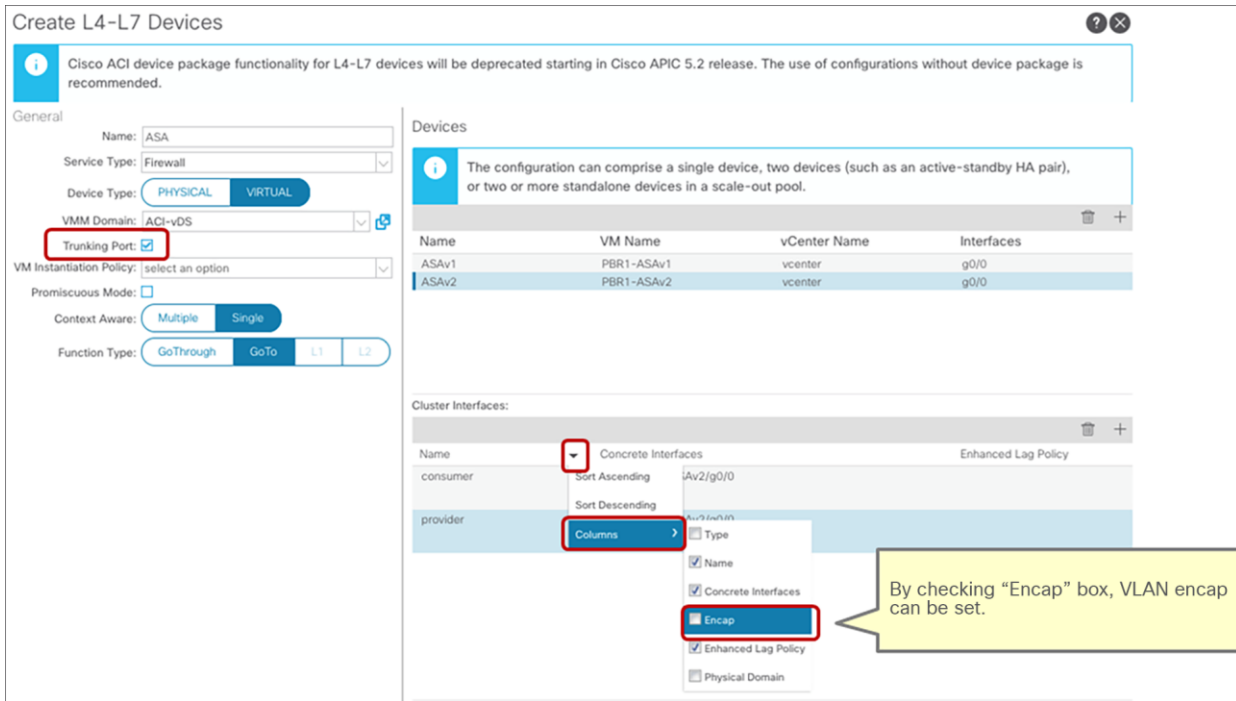 Create L4-L7 Devices
Cisco ACI device package functionality for L4-L7 devices will be deprecated starting in Cisco APIC 5.2 release. The use of configurations without device package is
recommended.
General
Name: ASA
Service Type: Firewall
Device Type: PHYSICAL VIRTUAL
VMM Domain: ACI-vDS
Trunking Port:
VM Instantiation Policy: select an option
Promiscuous Mode:
Context Aware: Multiple Single
Function Type: GoThrough GoTo L1 L2
Devices
The configuration can comprise a single device, two devices (such as an active-standby HA pair),
or two or more standalone devices in a scale-out pool.
Name VM Name vCenter Name Interfaces
ASAv1 PBR1-ASAv1 vcenter g0/0
ASAv2 PBR1-ASAv2 vcenter g0/0
Cluster Interfaces:
Name Concrete Interfaces Enhanced Lag Policy
consumer Sort Ascending Av2/g0/0
Sort Descending
provider
Columns
Type
Name
Concrete Interfaces
Encap
Enhanced Lag Policy
Physical Domain
By checking “Encap” box, VLAN encap
can be set.